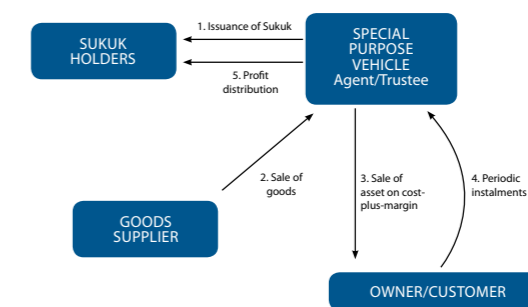 1. Issuance of Sukuk
SUKUK
HOLDERS
SPECIAL
PURPOSE
VEHICLE
Agent/Trustee
5. Profit
distribution
2. Sale of
goods
3. Sale of
asset on cost-
plus-margin
4. Periodic
instalments
GOODS
SUPPLIER
OWNER/CUSTOMER